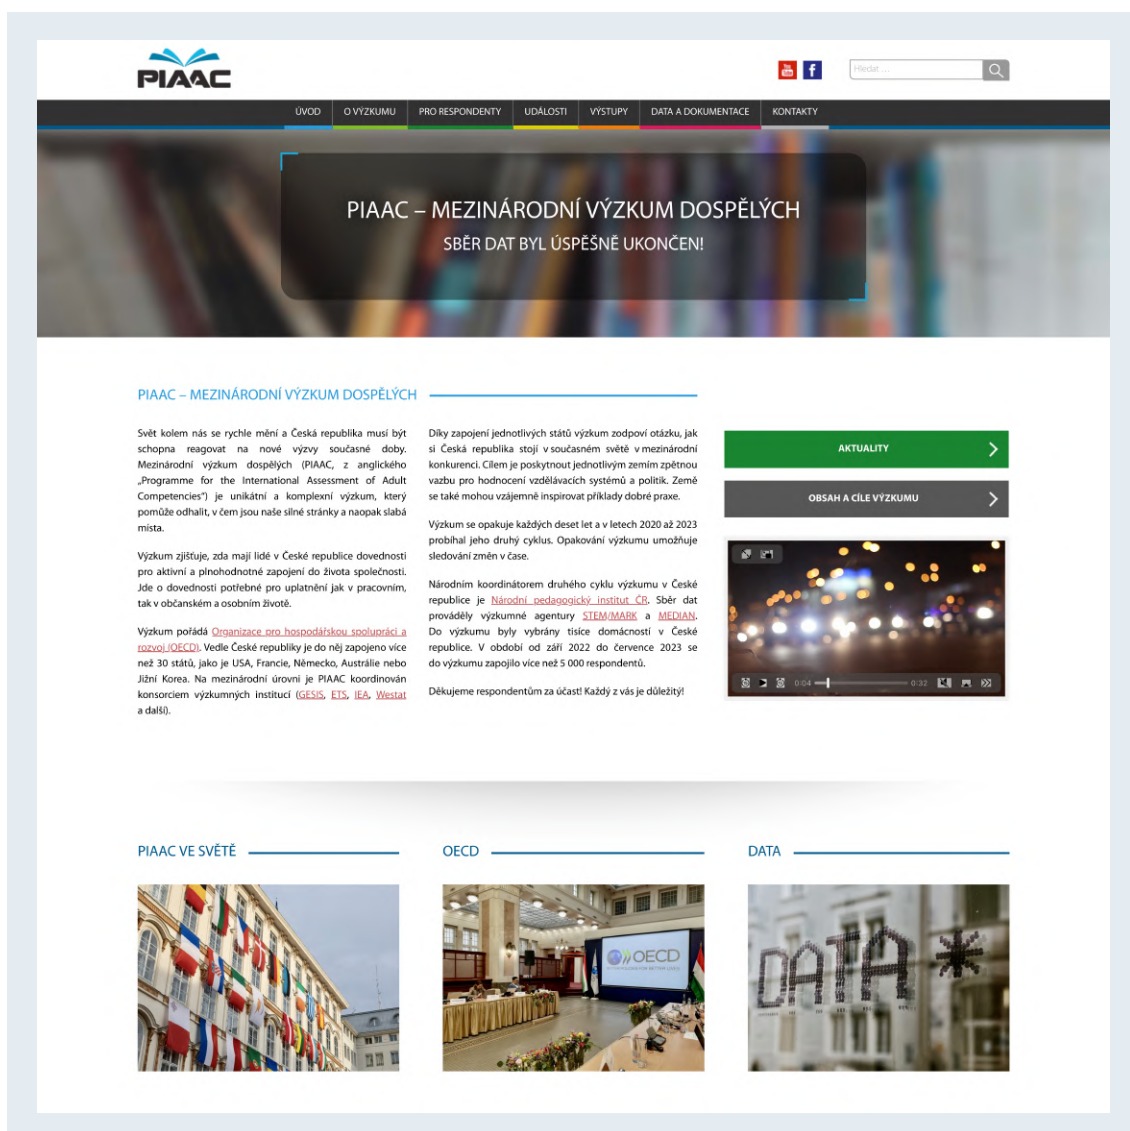 PIAAC
Hledat ...
ÚVOD
O VÝZKUMU
PRO RESPONDENTY
UDÁLOSTI
VÝSTUPY
DATA A DOKUMENTACE
KONTAKTY
PIAAC – MEZINÁRODNÍ VÝZKUM DOSPĚLÝCH
SBĚR DAT BYL ÚSPĚŠNĚ UKONČEN!
PIAAC – MEZINÁRODNÍ VÝZKUM DOSPĚLÝCH
Svět kolem nás se rychle mění a Česká republika musí být
schopna reagovat na nové výzvy současné doby.
Mezinárodní výzkum dospělých (PIAAC, z anglického
„Programme for the International Assessment of Adult
Competencies“) je unikátní a komplexní výzkum, který
pomůže odhalit, v čem jsou naše silné stránky a naopak slabá
místa.
Výzkum zjišťuje, zda mají lidé v České republice dovednosti
pro aktivní a plnohodnotné zapojení do života společnosti.
Jde o dovednosti potřebné pro uplatnění jak v pracovním,
tak v občanském a osobním životě.
Výzkum pořádá Organizace pro hospodářskou spolupráci a
rozvoj (OECD). Vedle České republiky je do něj zapojeno více
než 30 států, jako je USA, Francie, Německo, Austrálie nebo
Jižní Korea. Na mezinárodní úrovni je PIAAC koordinován
konsorciem výzkumných institucí (GESIS, ETS, IEA, Westat
a další).
Díky zapojení jednotlivých států výzkum zodpoví otázku, jak
si Česká republika stojí v současném světě v mezinárodní
konkurenci. Cílem je poskytnout jednotlivým zemím zpětnou
vazbu pro hodnocení vzdělávacích systémů a politik. Země
se také mohou vzájemně inspirovat příklady dobré praxe.
Výzkum se opakuje každých deset let a v letech 2020 až 2023
probíhal jeho druhý cyklus. Opakování výzkumu umožňuje
sledování změn v čase.
Národním koordinátorem druhého cyklu výzkumu v České
republice je Národní pedagogický institut ČR. Sběr dat
prováděly výzkumné agentury STEM/MARK a MEDIAN.
Do výzkumu byly vybrány tisíce domácností v České
republice. V období od září 2022 do července 2023 se
do výzkumu zapojilo více než 5 000 respondentů.
Děkujeme respondentům za účast! Každý z vás je důležitý!
AKTUALITY
OBSAH A CÍLE VÝZKUMU
0:04
0:32
PIAAC VE SVĚTĚ
OECD
DATA
OECD
DATA